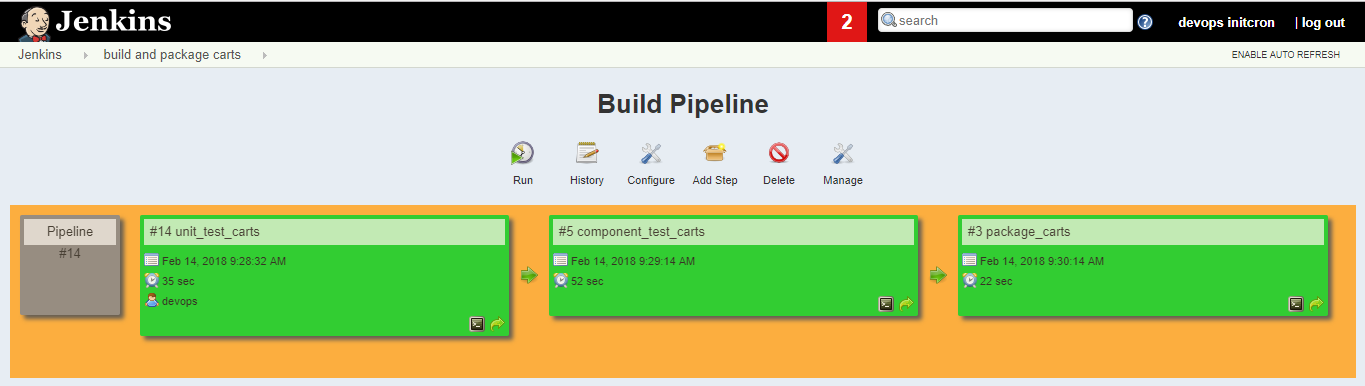 Jenkins
2
search
?
devops initcron
| log out
Jenkins
build and package carts
ENABLE AUTO REFRESH
Build Pipeline
Run
History
Configure
Add Step
Delete
Manage
Pipeline
#14
#14 unit_test_carts
Feb 14, 2018 9:28:32 AM
35 sec
devops
#5 component_test_carts
Feb 14, 2018 9:29:14 AM
52 sec
#3 package_carts
Feb 14, 2018 9:30:14 AM
22 sec